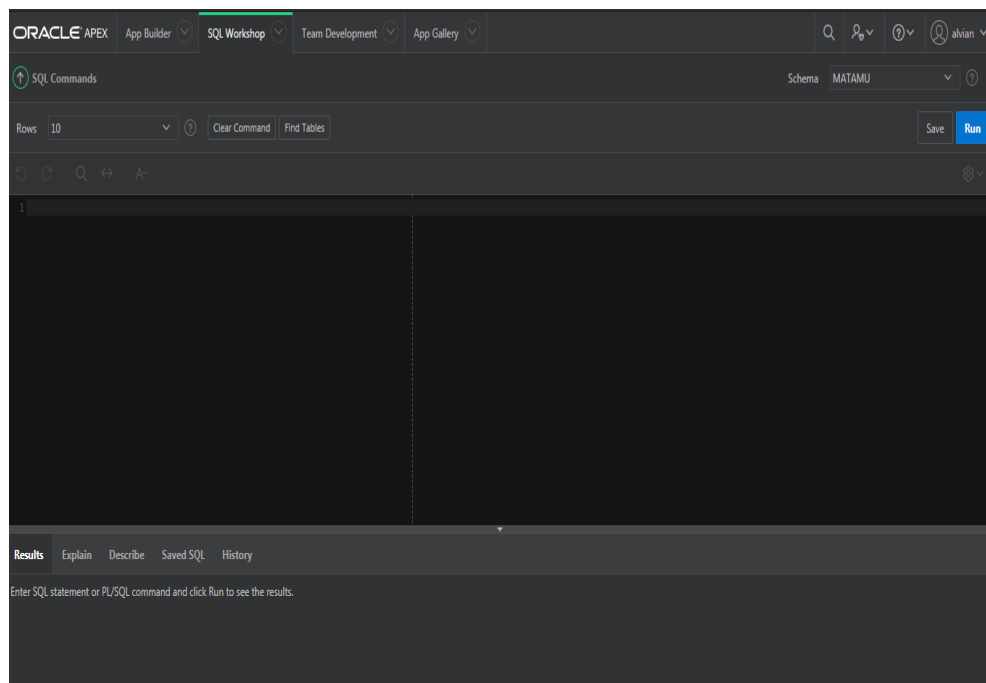 ORACLE APEX App Builder SQL Workshop Team Development App Gallery alvian
SQL Commands Schema MATAMU
Rows 10 Clear Command Find Tables Save Run
A
1
Results Explain Describe Saved SQL History
Enter SQL statement or PL/SQL command and click Run to see the results.